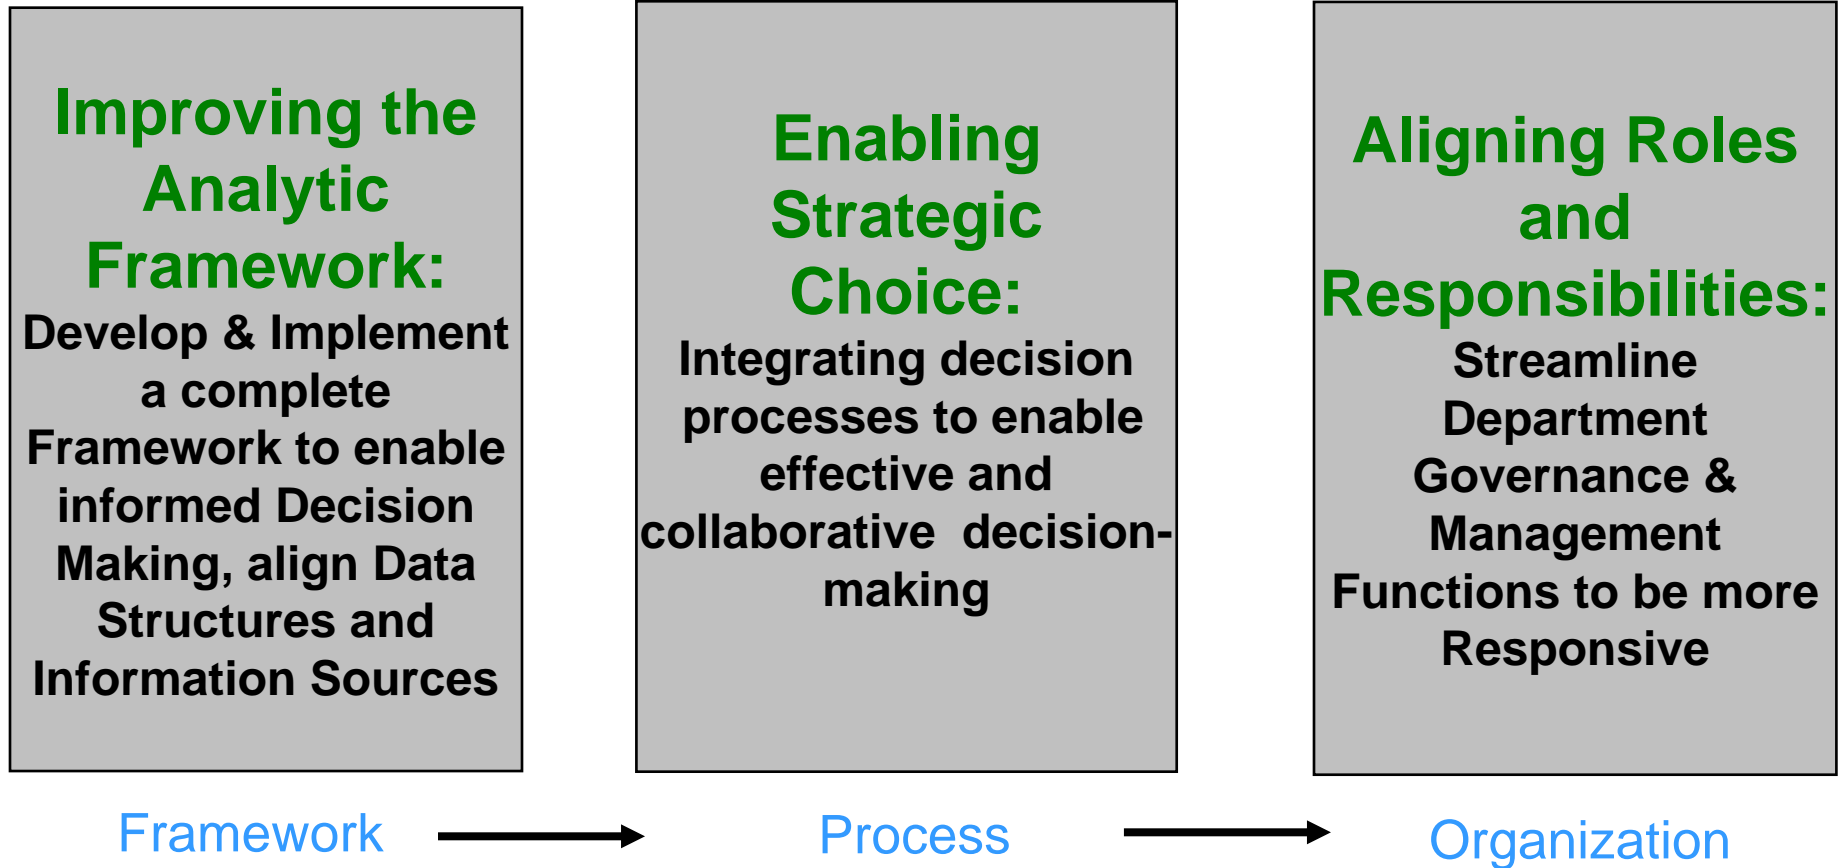 Improving the
Analytic
Framework:
Develop & Implement
a complete
Framework to enable
informed Decision
Making, align Data
Structures and
Information Sources
Enabling
Strategic
Choice:
Integrating decision
processes to enable
effective and
collaborative decision-
making
Aligning Roles
and
Responsibilities:
Streamline
Department
Governance &
Management
Functions to be more
Responsive
Framework
Process
Organization